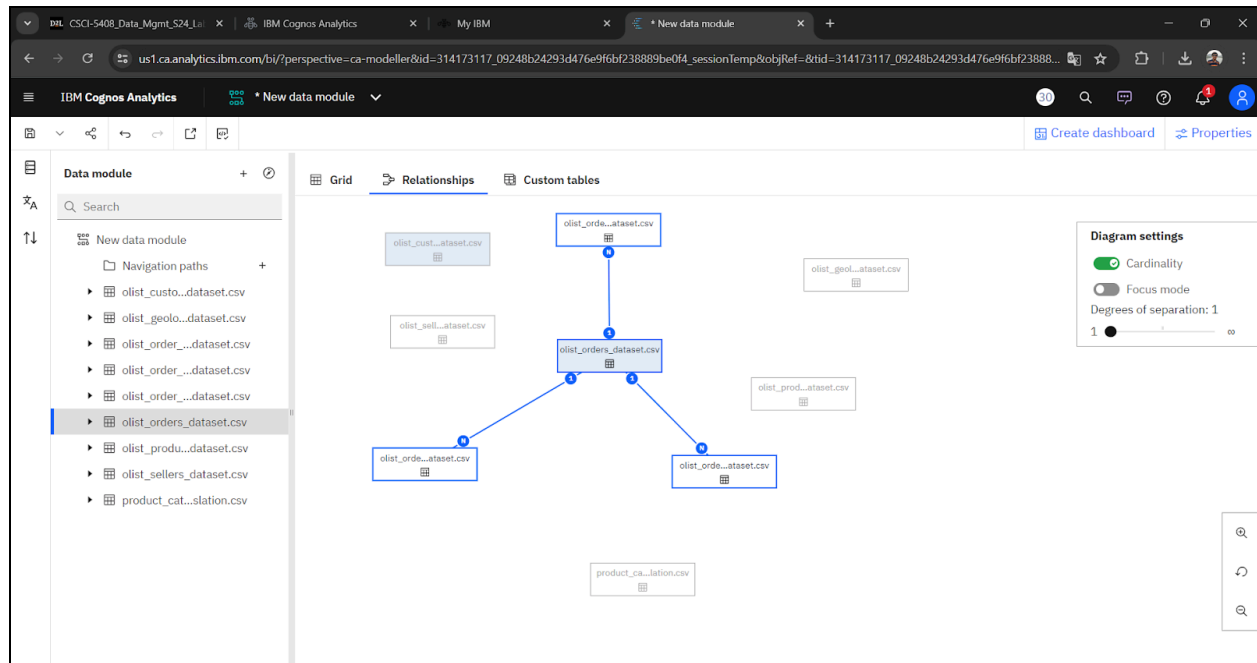 D2L CSCI-5408_Data_Mgmt_S24_La
IBM Cognos Analytics
My IBM
* New data module
us1.ca.analytics.ibm.com/bi/?perspective=ca-modeller&id=314173117_09248b24293d476e9f6bf238889be0f4_sessionTemp&objRef=&tid=314173117_09248b24293d476e9f6bf23888...
IBM Cognos Analytics
* New data module
30
1
Create dashboard
Properties
Data module
Search
New data module
Navigation paths
olist_custo...dataset.csv
olist_geolo...dataset.csv
olist_order_...dataset.csv
olist_order_...dataset.csv
olist_order_...dataset.csv
olist_orders_dataset.csv
olist_produ...dataset.csv
olist_sellers_dataset.csv
product_cat...slation.csv
Grid
Relationships
Custom tables
olist_orde...ataset.csv
N
olist_cust...ataset.csv
olist_geol...ataset.csv
olist_sell...ataset.csv
1
olist_orders_dataset.csv
1
1
olist_prod...ataset.csv
N
N
olist_orde...ataset.csv
olist_orde...ataset.csv
product_ca...lation.csv
Diagram settings
Cardinality
Focus mode
Degrees of separation: 1
1
∞